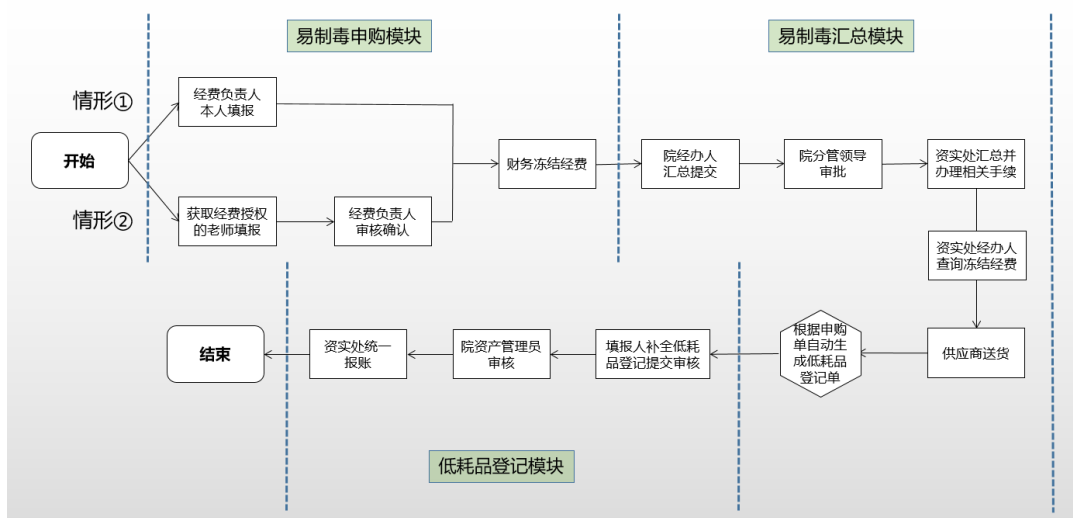 易制毒申购模块
易制毒汇总模块
情形①
经费负责人
本人填报
开始
财务冻结经费
院经办人
汇总提交
院分管领导
审批
资实处汇总并
办理相关手续
情形②
获取经费授权
的老师填报
经费负责人
审核确认
资实处经办人
查询冻结经费
结束
资实处统一
报账
院资产管理员
审核
填报人补全低耗
品登记提交审核
根据申购
单自动生
成低耗品
登记单
供应商送货
低耗品登记模块